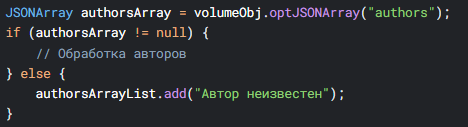 JSONArray authorsArray = volumeObj.optJSONArray("authors");
if (authorsArray != null) {
    // Обработка авторов
} else {
    authorsArrayList.add("Автор неизвестен");
}